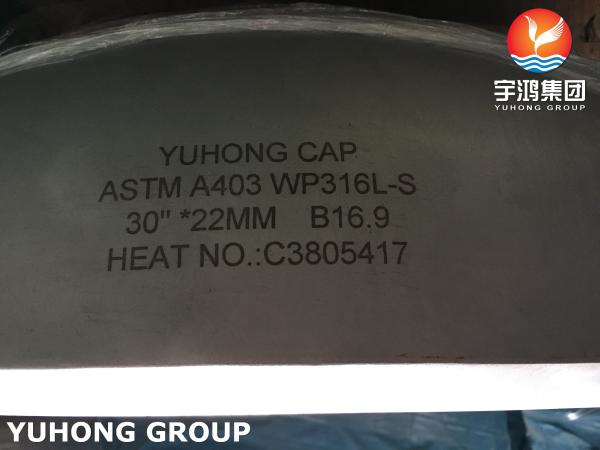 宇鸿集团
YUHONG GROUP
YUHONG CAP
ASTM A403 WP316L-S
30" *22MM B16.9
HEAT NO.:C3805417
YUHONG GROUP